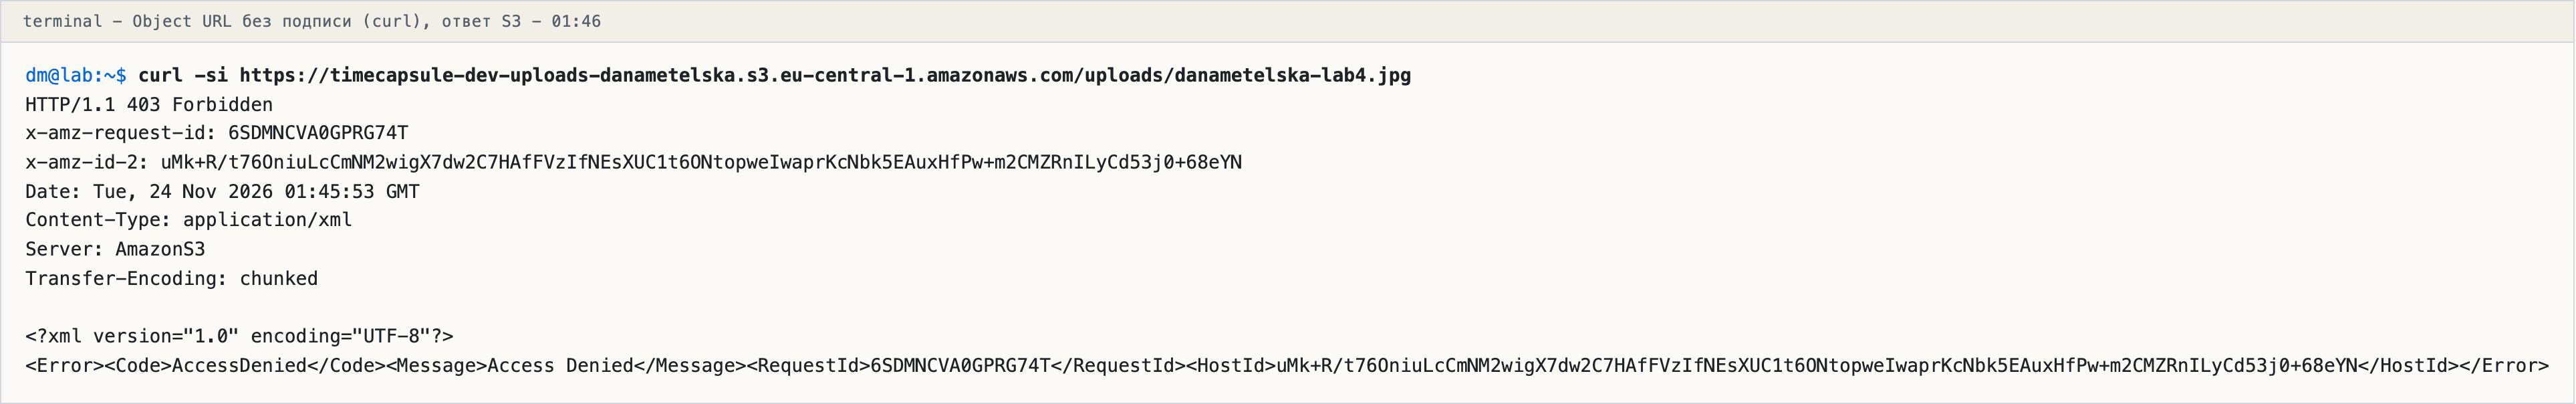 terminal — Object URL без подписи (curl), ответ S3 — 01:46
dm@lab:~$ curl -si https://timecapsule-dev-uploads-danametelska.s3.eu-central-1.amazonaws.com/uploads/danametelska-lab4.jpg
HTTP/1.1 403 Forbidden
x-amz-request-id: 6SDMNCVA0GPRG74T
x-amz-id-2: uMk+R/t76OniuLcCmNM2wigX7dw2C7HAfFVzIfNEsXUC1t6ONtopweIwaprKcNbk5EAuxHfPw+m2CMZRnILyCd53j0+68eYN
Date: Tue, 24 Nov 2026 01:45:53 GMT
Content-Type: application/xml
Server: AmazonS3
Transfer-Encoding: chunked
<?xml version="1.0" encoding="UTF-8"?>
<Error><Code>AccessDenied</Code><Message>Access Denied</Message><RequestId>6SDMNCVA0GPRG74T</RequestId><HostId>uMk+R/t76OniuLcCmNM2wigX7dw2C7HAfFVzIfNEsXUC1t6ONtopweIwaprKcNbk5EAuxHfPw+m2CMZRnILyCd53j0+68eYN</HostId></Error>